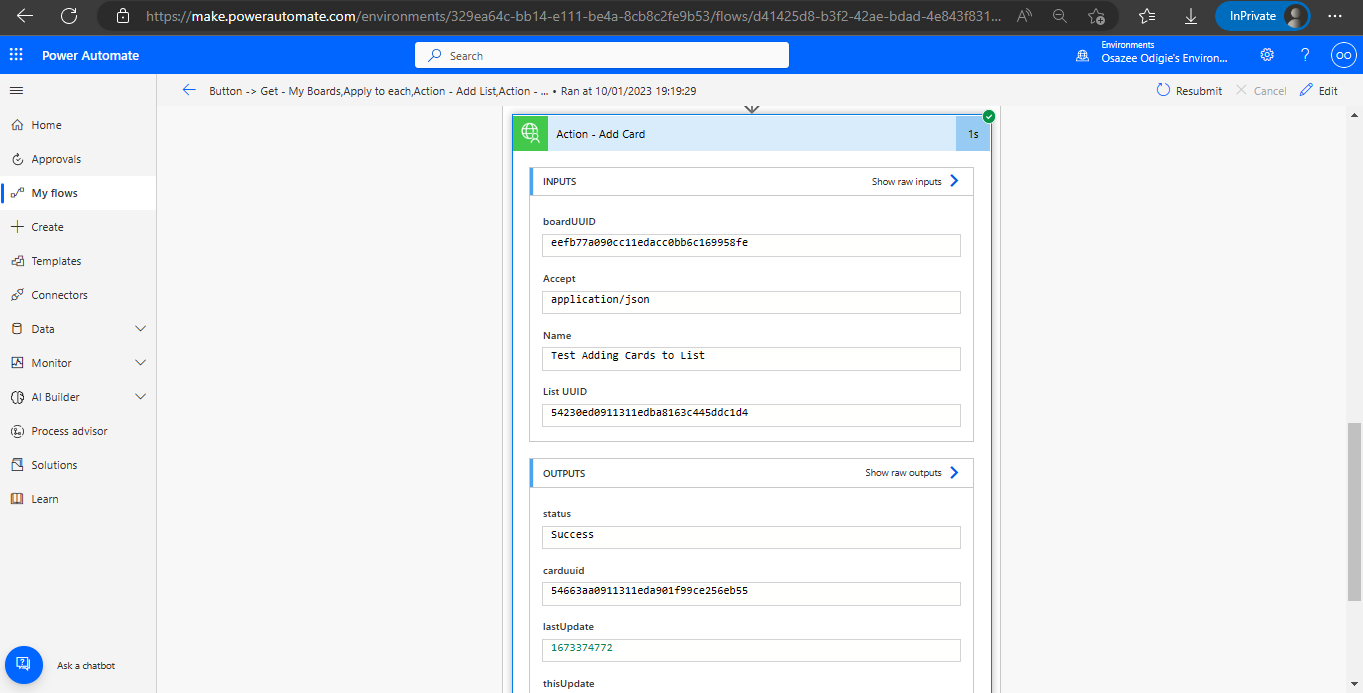 https://make.powerautomate.com/environments/329ea64c-bb14-e111-be4a-8cb8c2fe9b53/flows/d41425d8-b3f2-42ae-bdad-4e843f831...
InPrivate
Power Automate
Search
Environments
Osazee Odigie's Environ...
OO
Button -> Get - My Boards,Apply to each,Action - Add List,Action - ... • Ran at 10/01/2023 19:19:29
Resubmit
Cancel
Edit
Home
Approvals
My flows
Create
Templates
Connectors
Data
Monitor
AI Builder
Process advisor
Solutions
Learn
Ask a chatbot
Action - Add Card
1s
INPUTS
Show raw inputs
boardUUID
eefb77a090cc11edacc0bb6c169958fe
Accept
application/json
Name
Test Adding Cards to List
List UUID
54230ed0911311edba8163c445ddc1d4
OUTPUTS
Show raw outputs
status
Success
carduuid
54663aa0911311eda901f99ce256eb55
lastUpdate
1673374772
thisUpdate